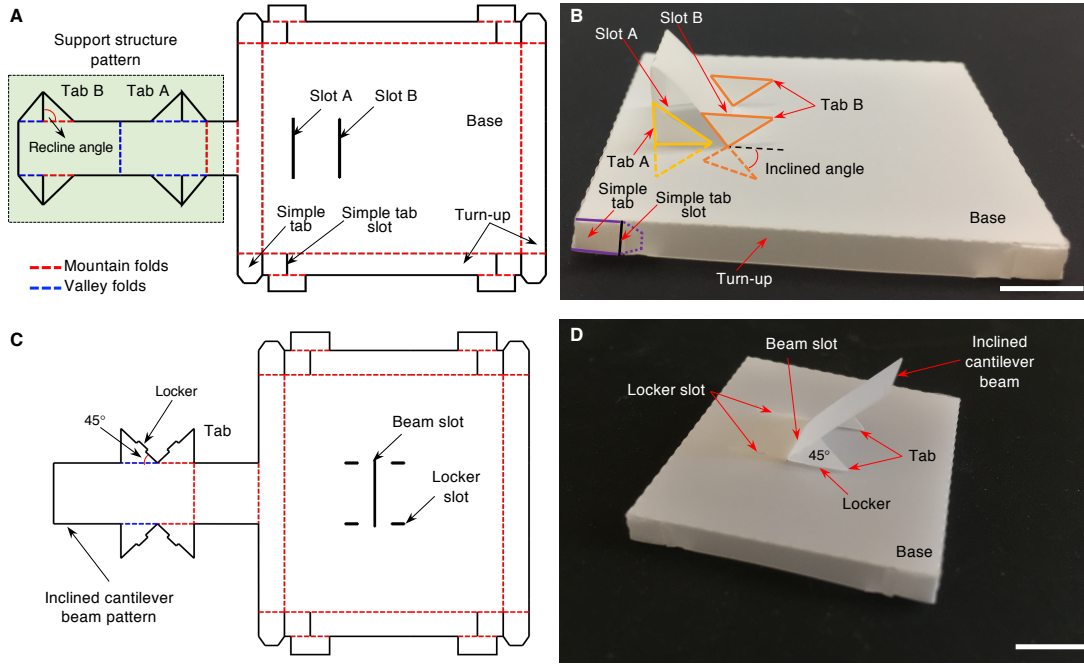 A
Support structure
pattern
Tab B
Tab A
Recline angle
Slot A
Slot B
Base
Simple
tab
Simple tab
slot
Turn-up
Mountain folds
Valley folds
B
Slot A
Slot B
Tab B
Tab A
Inclined angle
Simple
tab
Simple tab
slot
Base
Turn-up
C
Locker
45°
Tab
Beam slot
Locker
slot
Inclined cantilever
beam pattern
D
Beam slot
Inclined
cantilever
beam
Locker slot
45°
Tab
Locker
Base